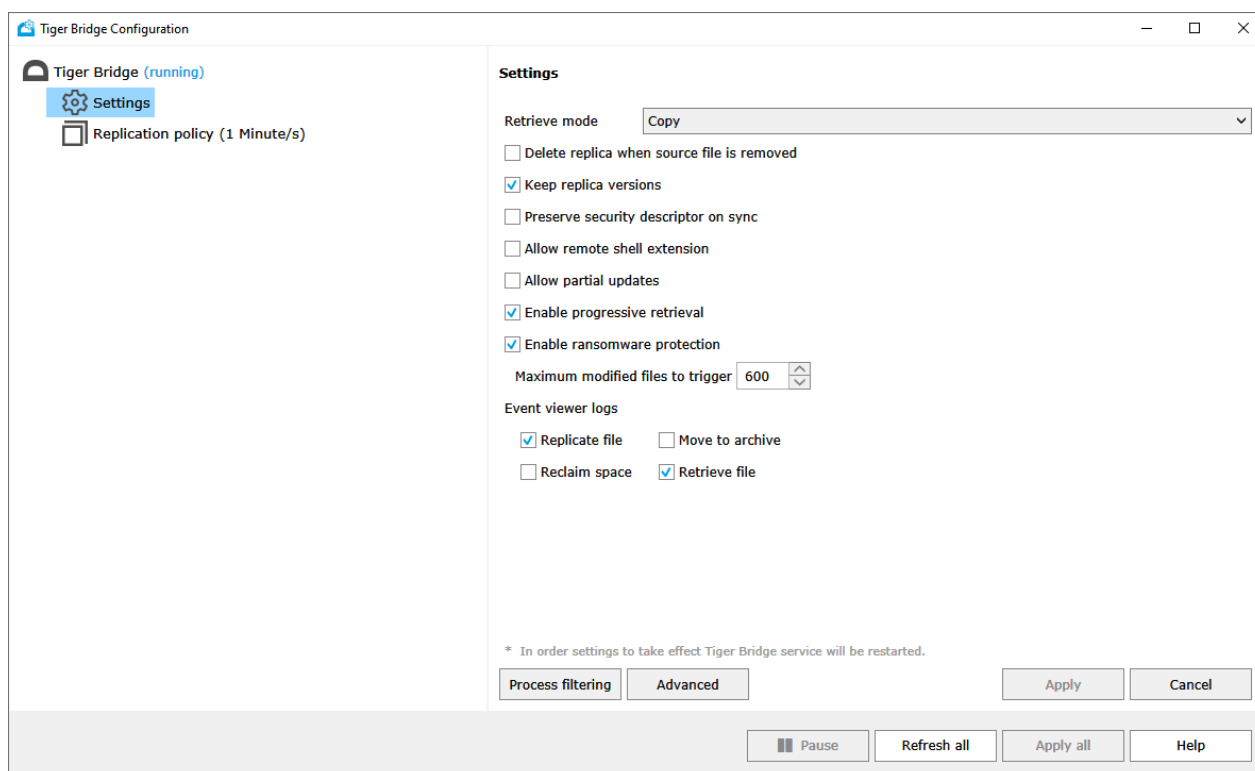 Tiger Bridge Configuration
Tiger Bridge (running)
Settings
Replication policy (1 Minute/s)
Settings
Retrieve mode Copy
Delete replica when source file is removed
Keep replica versions
Preserve security descriptor on sync
Allow remote shell extension
Allow partial updates
Enable progressive retrieval
Enable ransomware protection
Maximum modified files to trigger 600
Event viewer logs
Replicate file Move to archive
Reclaim space Retrieve file
* In order settings to take effect Tiger Bridge service will be restarted.
Process filtering Advanced Apply Cancel
Pause Refresh all Apply all Help